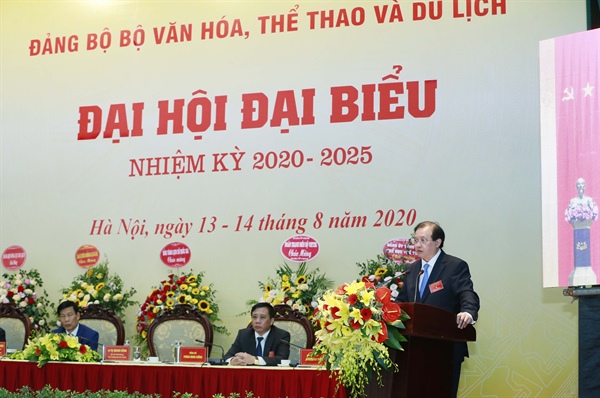 ĐẢNG BỘ BỘ VĂN HÓA, THỂ THAO VÀ DU LỊCH
ĐẠI HỘI ĐẠI BIỂU
NHIỆM KỲ 2020 - 2025
Hà Nội, ngày 13 - 14 tháng 8 năm 2020